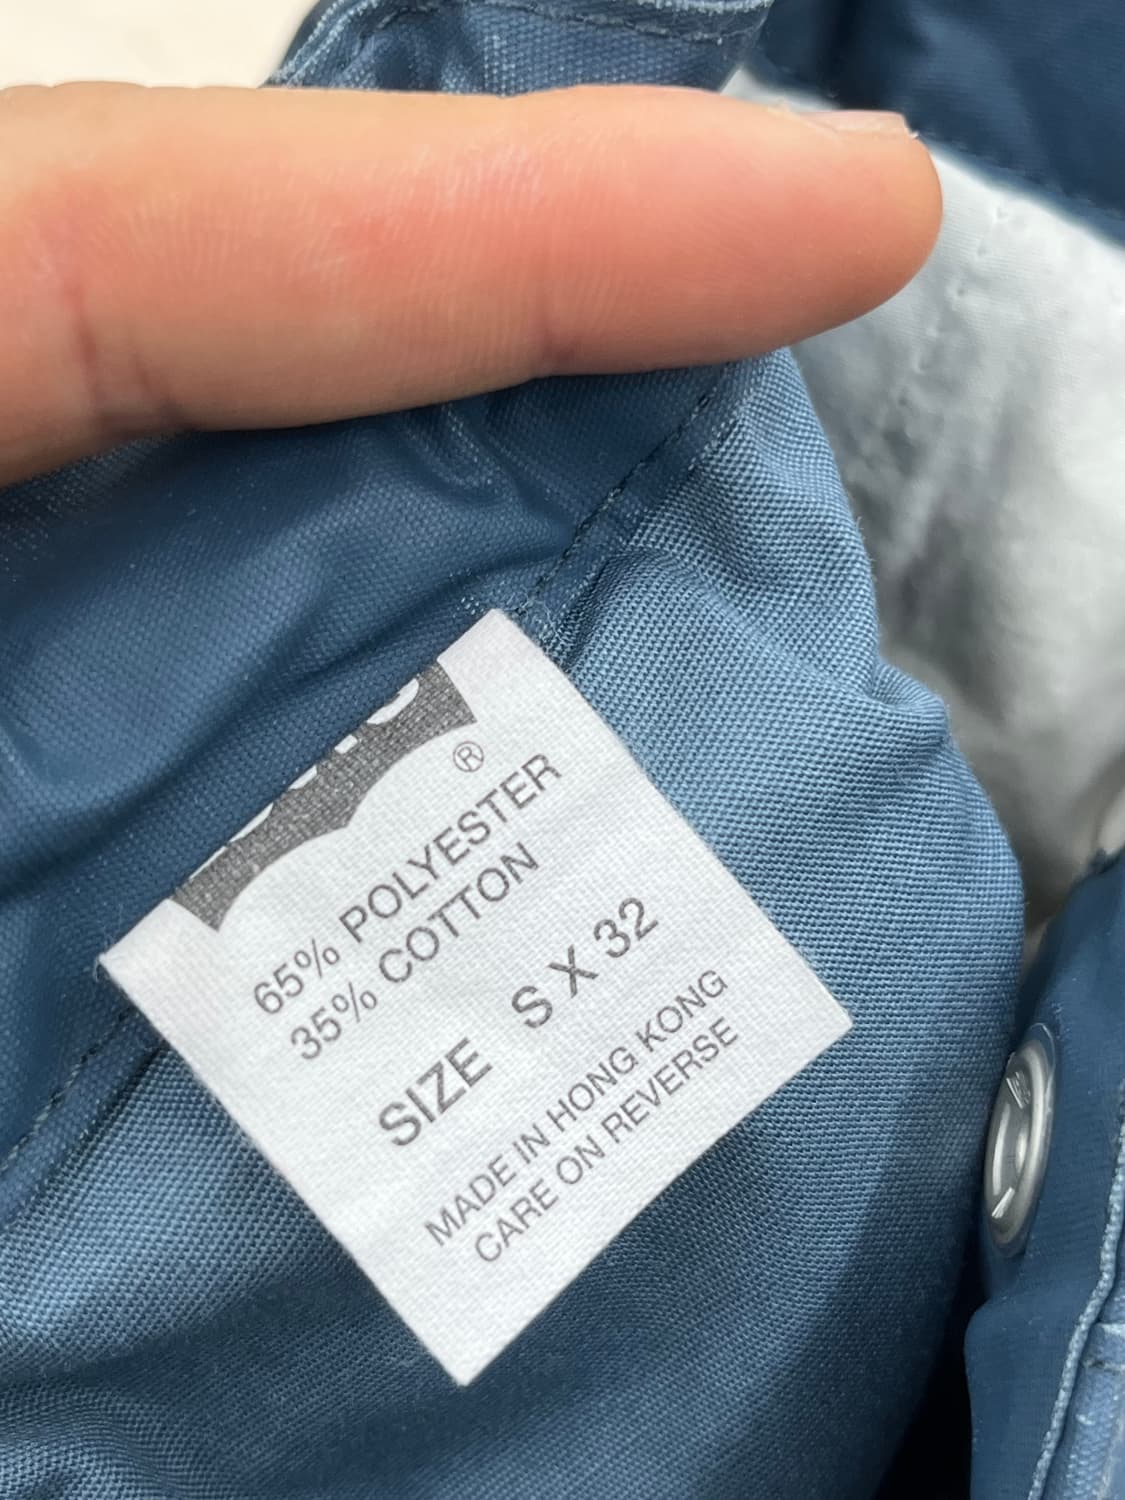 ®
65% POLYESTER
35% COTTON
SIZE S X 32
MADE IN HONG KONG
CARE ON REVERSE